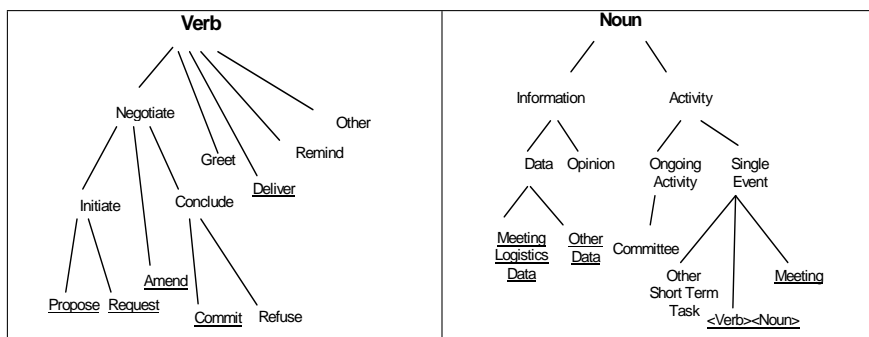 Verb
Negotiate
Other
Greet
Remind
Deliver
Initiate
Conclude
Amend
Propose
Request
Commit
Refuse
Noun
Information
Activity
Data
Opinion
Ongoing
Activity
Single
Event
Meeting
Logistics
Data
Other
Data
Committee
Other
Short Term
Task
Meeting
<Verb><Noun>